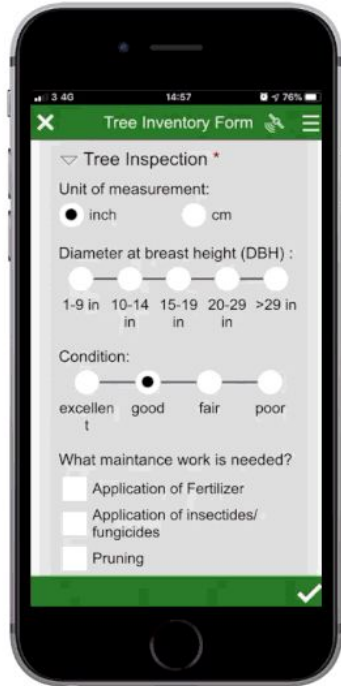 3 4G 14:57 76%
Tree Inventory Form
Tree Inspection *
Unit of measurement:
inch cm
Diameter at breast height (DBH) :
1-9 in 10-14 in 15-19 in 20-29 in >29 in
Condition:
excellent good fair poor
What maintance work is needed?
Application of Fertilizer
Application of insectides/
fungicides
Pruning